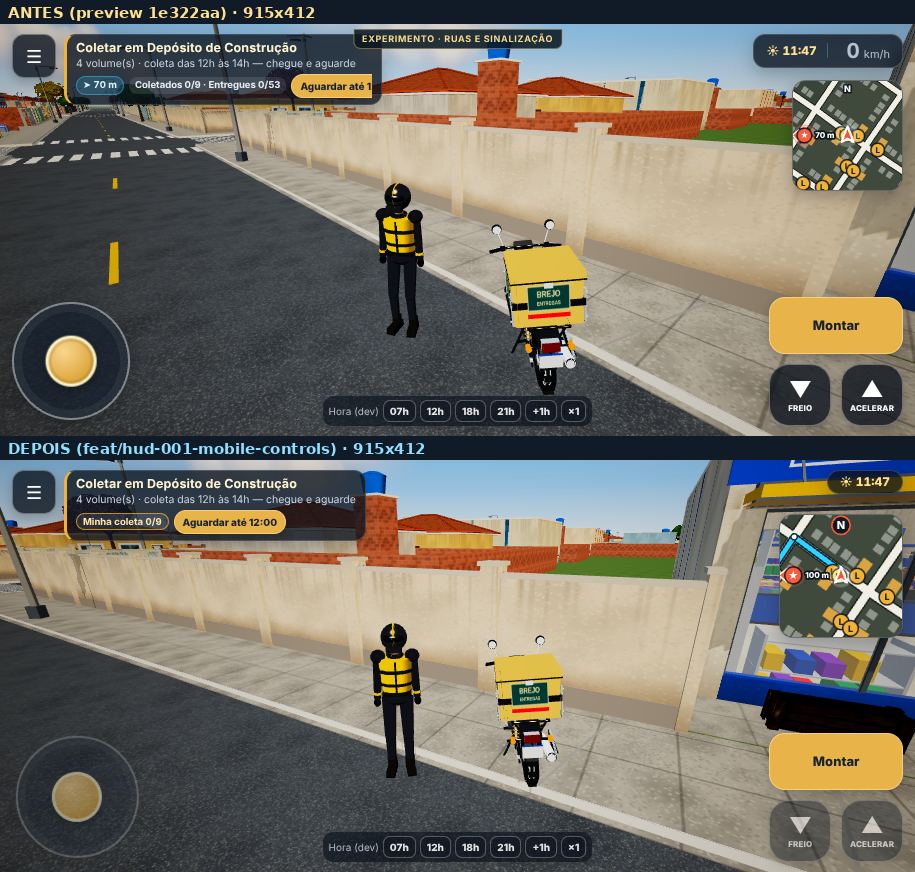 ANTES (preview 1e322aa) · 915x412
EXPERIMENTO · RUAS E SINALIZAÇÃO
Coletar em Depósito de Construção
4 volume(s) · coleta das 12h às 14h — chegue e aguarde
➤ 70 m Coletados 0/9 · Entregues 0/53 Aguardar até 1
☀ 11:47 0 km/h
N
★ 70 m L
L
L
L
L L
BREJO
ENTREGAS
Montar
▼ ▲
FREIO ACELERAR
Hora (dev) 07h 12h 18h 21h +1h ×1
DEPOIS (feat/hud-001-mobile-controls) · 915x412
Coletar em Depósito de Construção
4 volume(s) · coleta das 12h às 14h — chegue e aguarde
Minha coleta 0/9 Aguardar até 12:00
☀ 11:47
N
★ 100 m L
L
L
L
BREJO
ENTREGAS
Montar
▼ ▲
FREIO ACELERAR
Hora (dev) 07h 12h 18h 21h +1h ×1